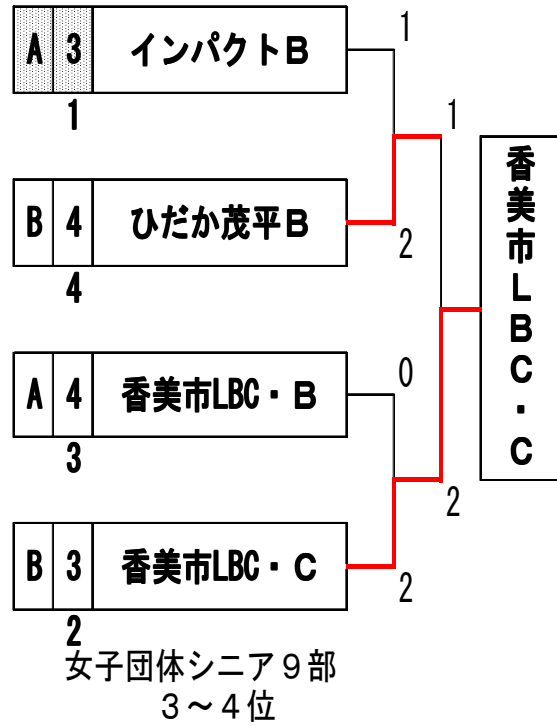 A 3 インパクトB
1
1
1
B 4 ひだか茂平B
2
4
A 4 香美市LBC・B
0
3
2
B 3 香美市LBC・C
2
2
香美市LBC・C
女子団体シニア9部
3～4位